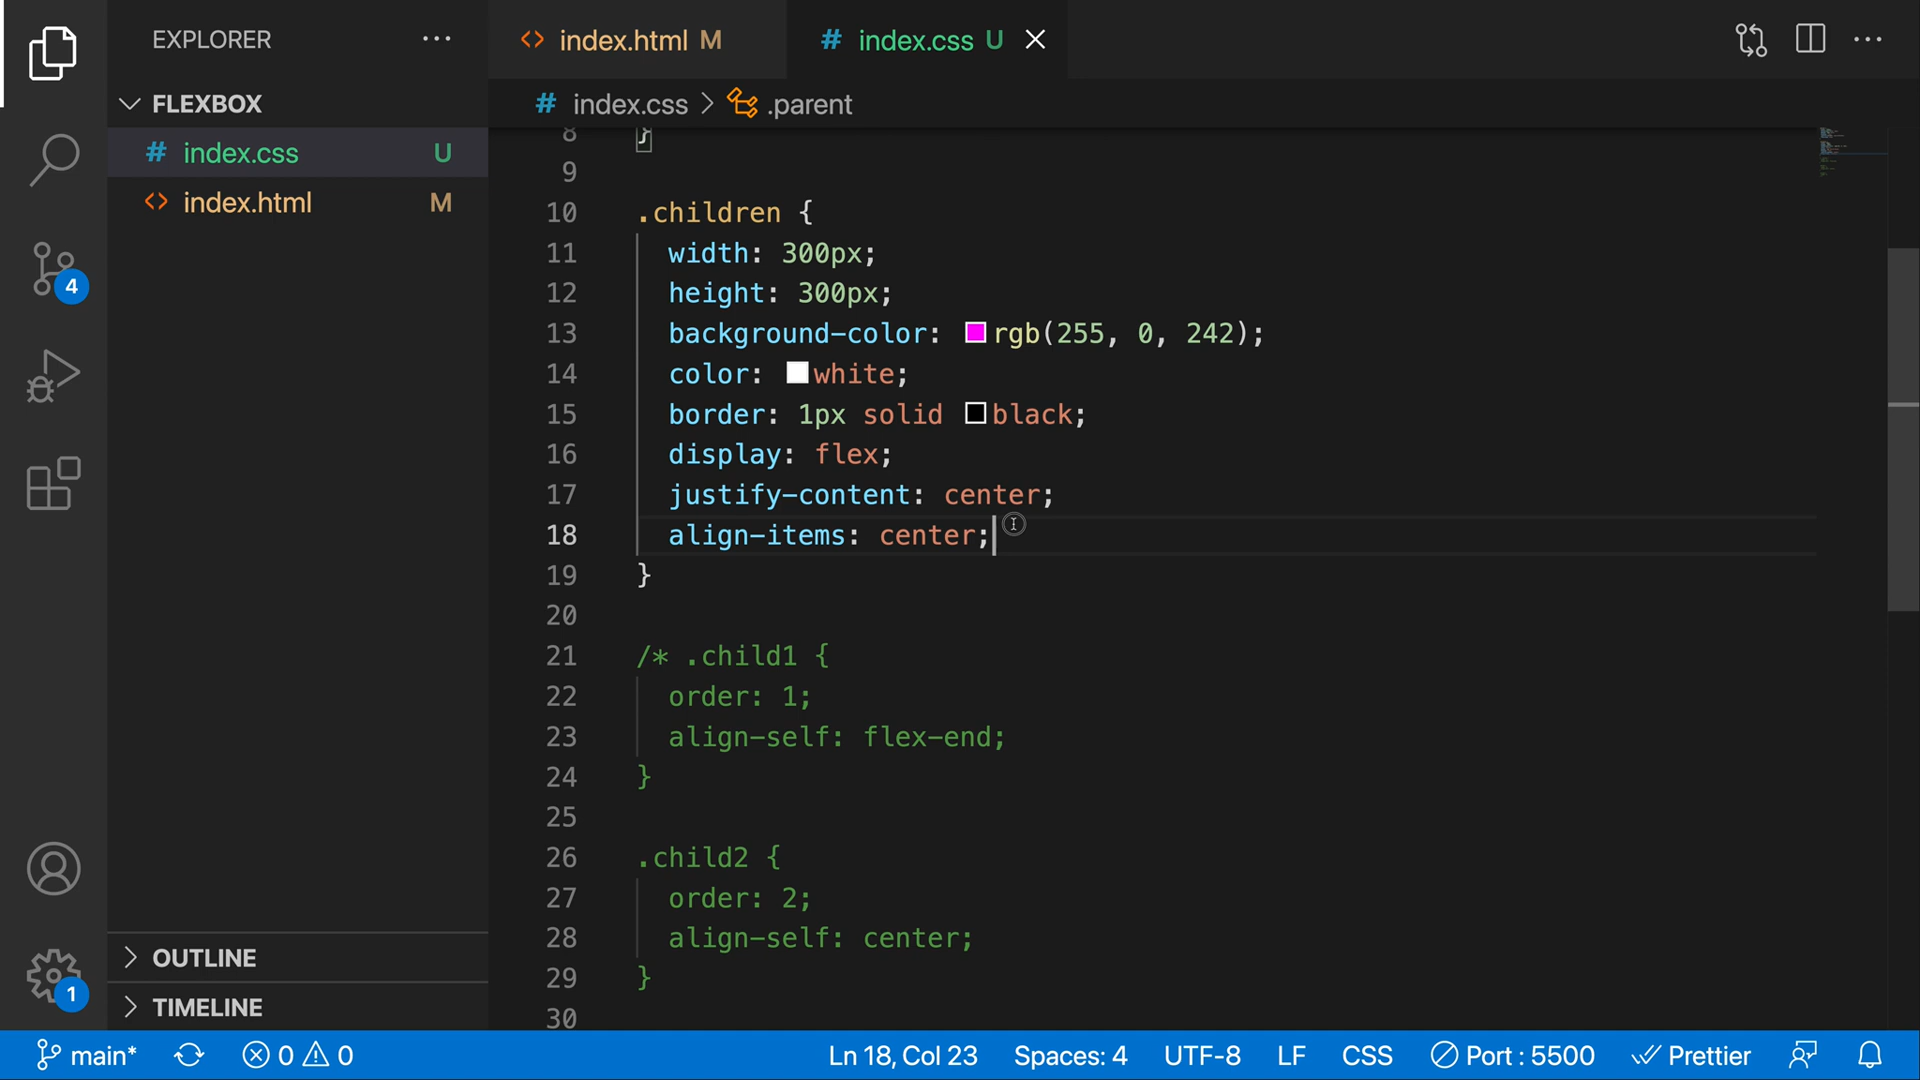 EXPLORER
index.html M
index.css U
FLEXBOX
index.css > .parent
index.css U
index.html M
4
8 }
9
10 .children {
11 width: 300px;
12 height: 300px;
13 background-color: rgb(255, 0, 242);
14 color: white;
15 border: 1px solid black;
16 display: flex;
17 justify-content: center;
18 align-items: center;
19 }
20
21 /* .child1 {
22 order: 1;
23 align-self: flex-end;
24 }
25
26 .child2 {
27 order: 2;
28 align-self: center;
29 }
30
OUTLINE
TIMELINE
1
main* 0 0 Ln 18, Col 23 Spaces: 4 UTF-8 LF CSS Port : 5500 Prettier